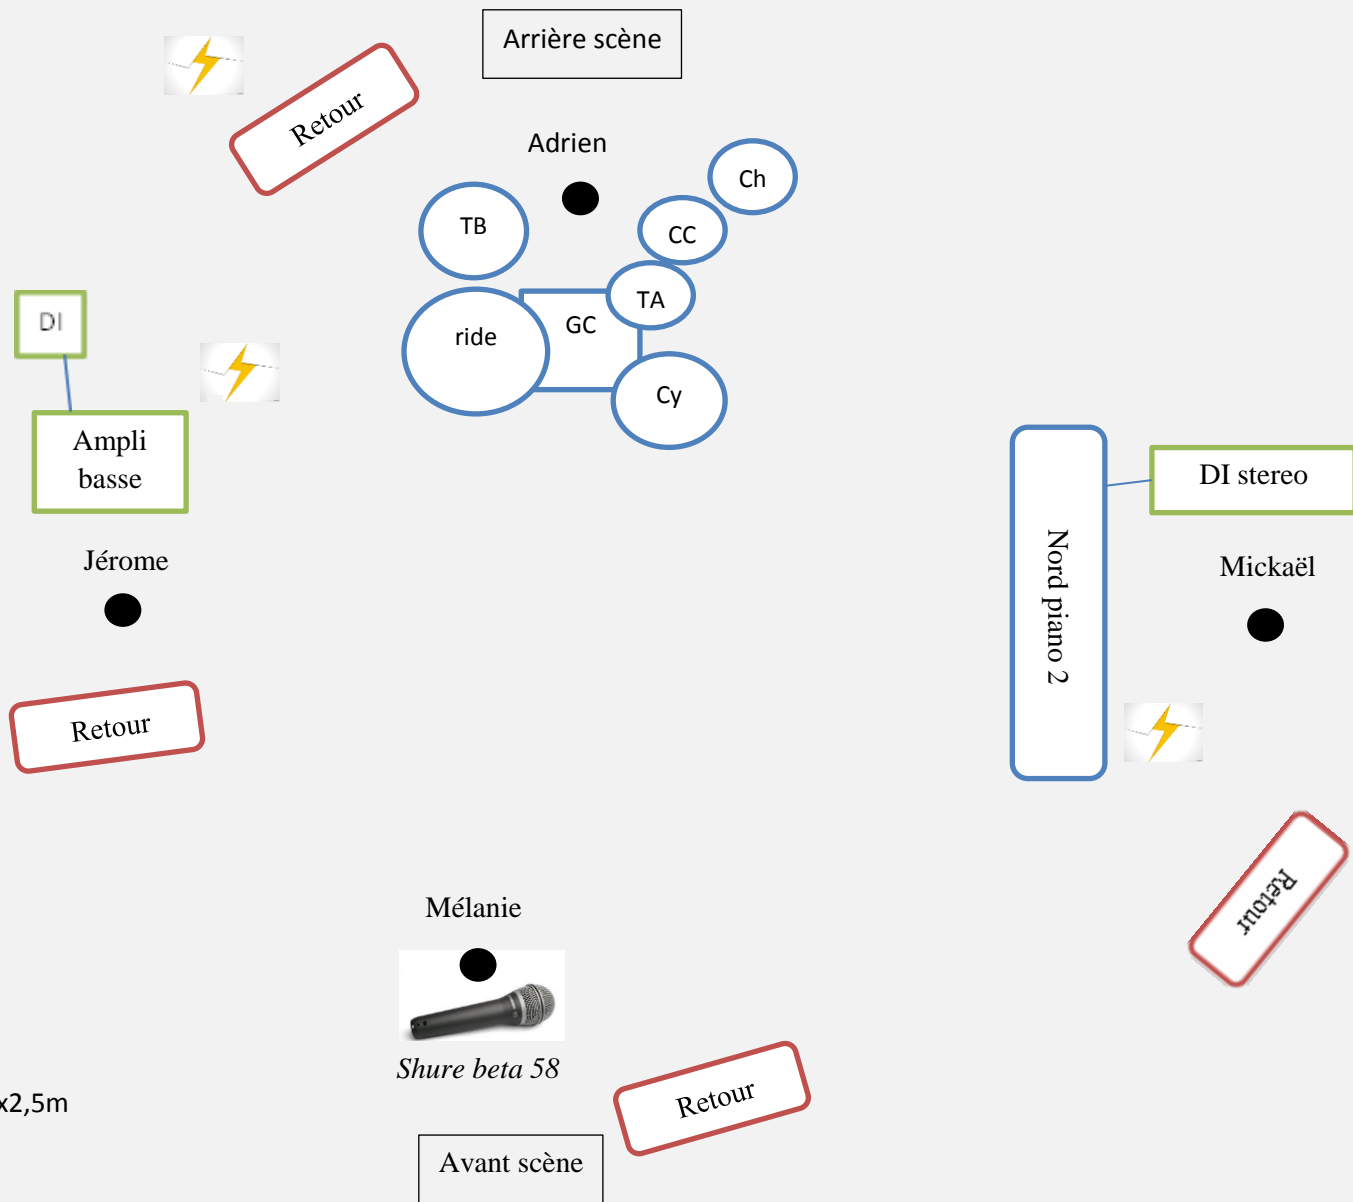 Arrière scène
Retour
Adrien
Ch
TB
CC
TA
DI
GC
ride
Cy
Ampli
basse
DI stereo
Nord piano 2
Jérome
Mickaël
Retour
Retour
Mélanie
Shure beta 58
Retour
x2,5m
Avant scène